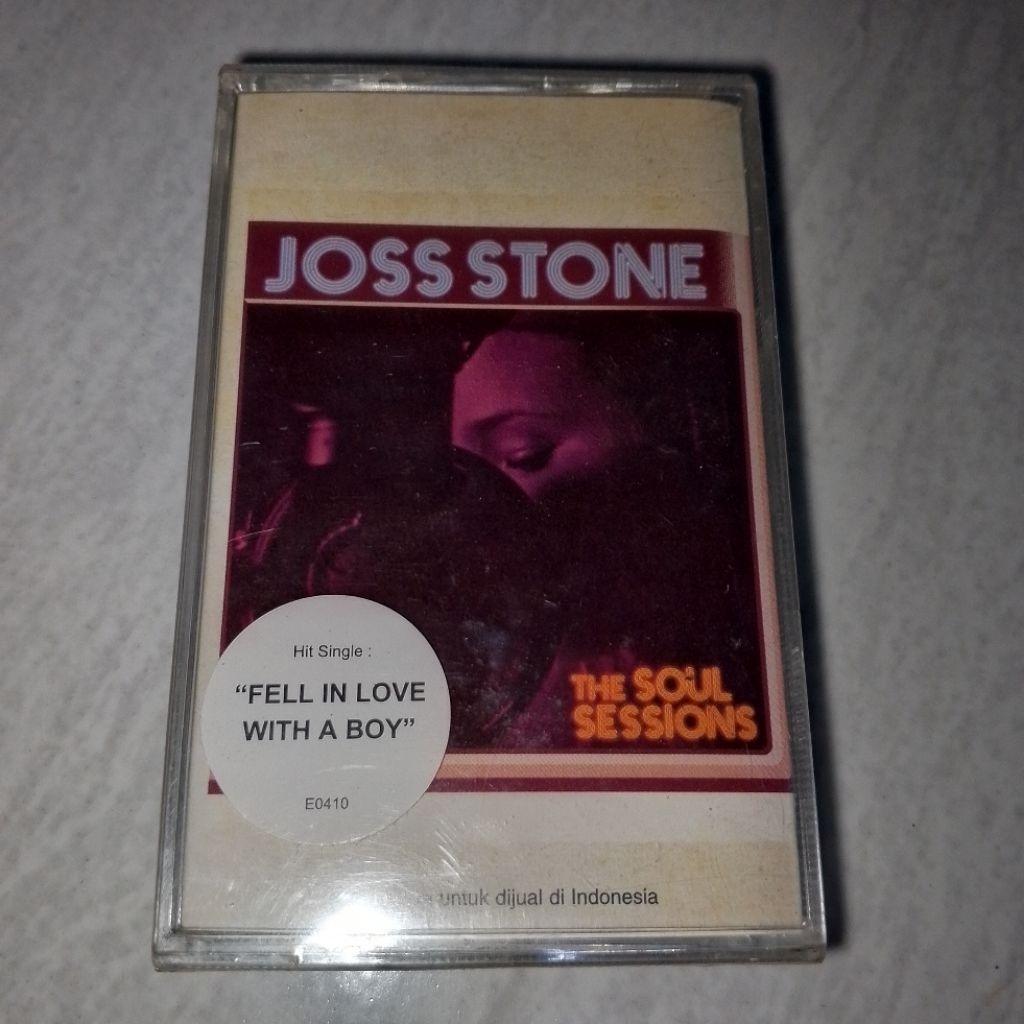 JOSS STONE
THE SOUL
SESSIONS
Hit Single :
“FELL IN LOVE
WITH A BOY”
E0410
untuk dijual di Indonesia